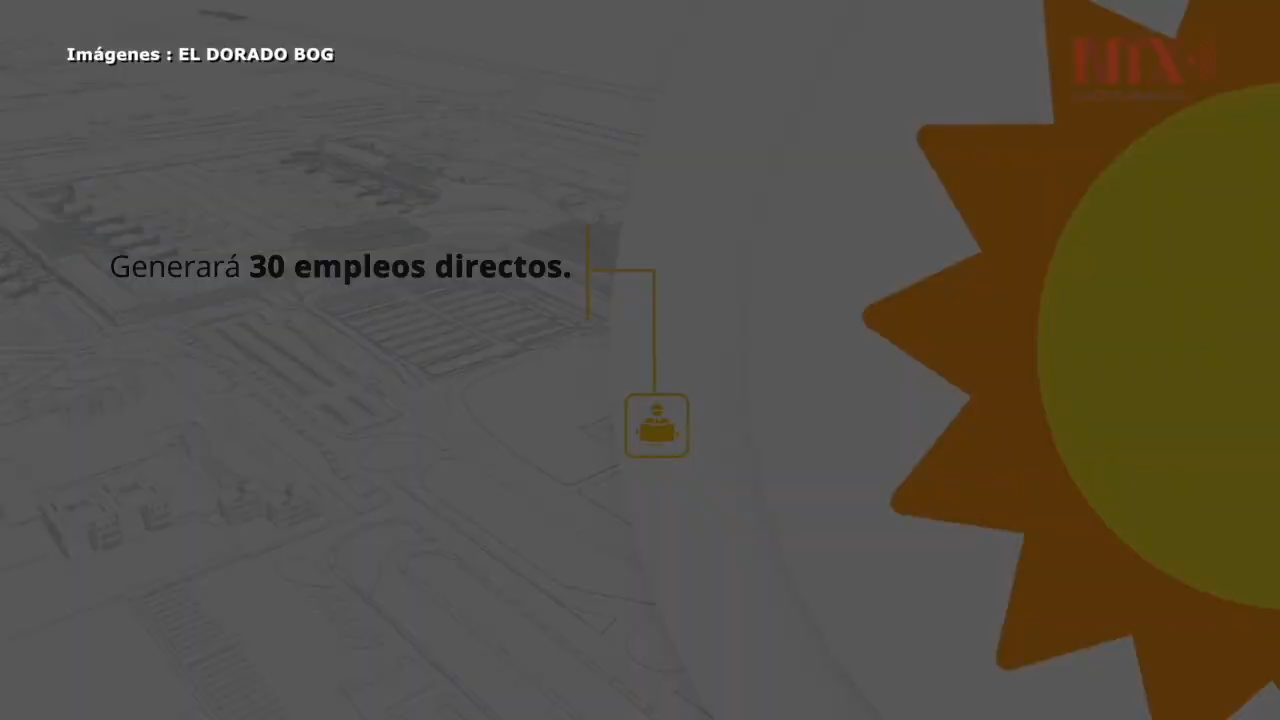 Imágenes : EL DORADO BOG
Generará 30 empleos directos.